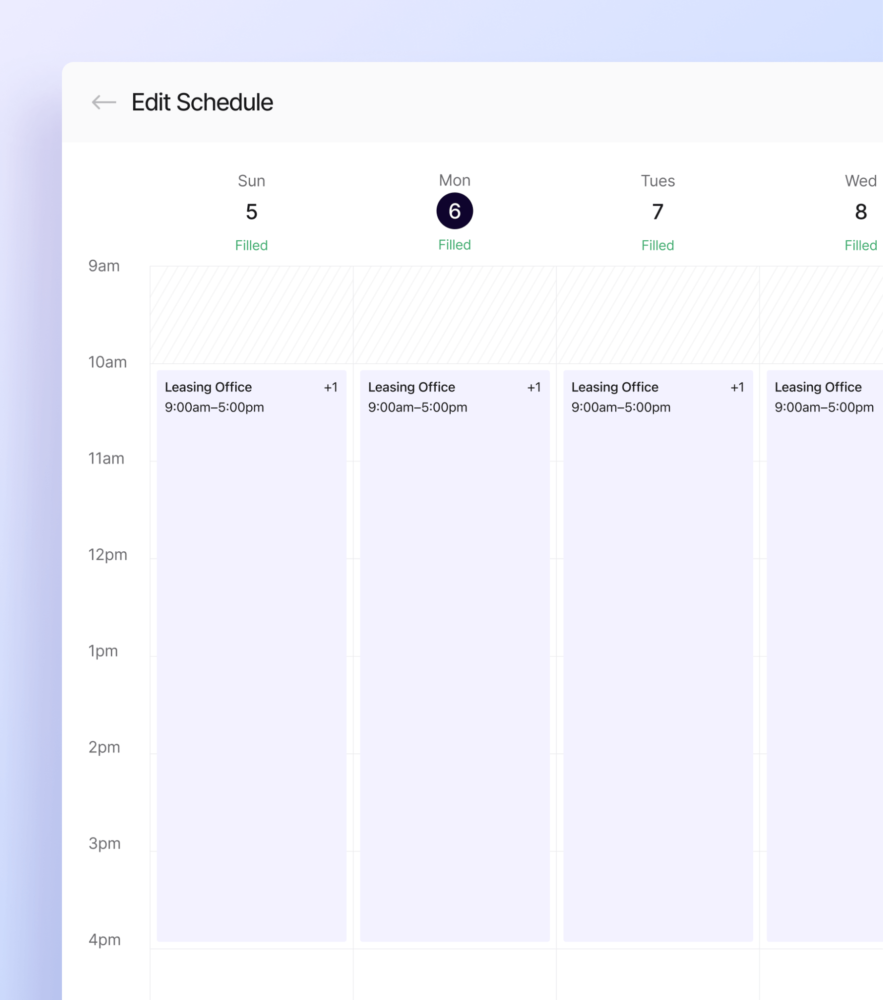 Edit Schedule
Sun
Mon
Tues
Wed
5
6
7
8
Filled
Filled
Filled
Filled
9am
10am
Leasing Office +1
9:00am–5:00pm
Leasing Office +1
9:00am–5:00pm
Leasing Office +1
9:00am–5:00pm
Leasing Office
9:00am–5:00pm
11am
12pm
1pm
2pm
3pm
4pm